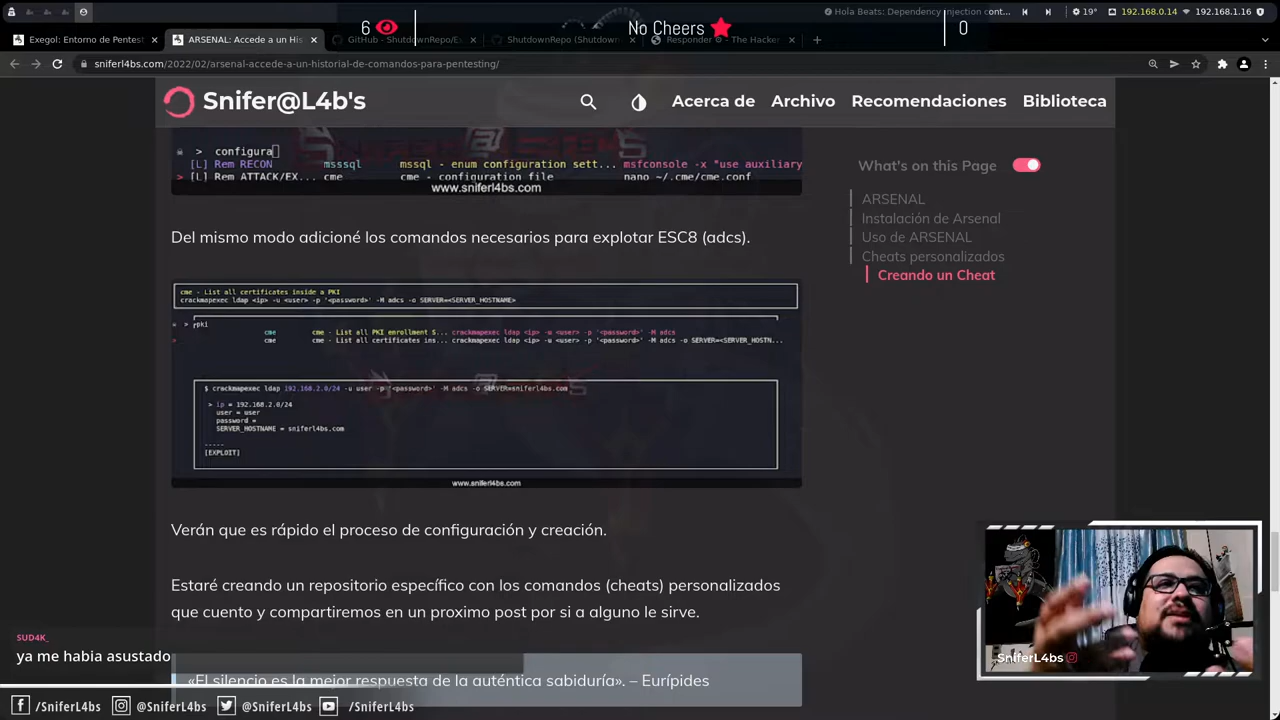 6
No Cheers
0
Hola Beats: Dependency Injection cont...
19°
192.168.0.14
192.168.1.16
Exegol: Entorno de Pentes
ARSENAL: Accede a un His
GitHub - ShutdownRepo/E
ShutdownRepo (Shutdown
Responder - The Hacker
sniferl4bs.com/2022/02/arsenal-accede-a-un-historial-de-comandos-para-pentesting/
Snifer@L4b's
Acerca de
Archivo
Recomendaciones
Biblioteca
> configura
[L] Rem RECON mssql mssql - enum configuration sett... msfconsole -x "use auxiliary
> [L] Rem ATTACK/EX... cme cme - configuration file nano ~/.cme/cme.conf
www.sniferl4bs.com
What's on this Page
ARSENAL
Instalación de Arsenal
Uso de ARSENAL
Cheats personalizados
Creando un Cheat
Del mismo modo adicioné los comandos necesarios para explotar ESC8 (adcs).
cme - List all certificates inside a PKI
crackmapexec ldap <ip> -u <user> -p '<password>' -M adcs -o SERVER=<SERVER_HOSTNAME>
> rpki
cme cme - List all PKI enrollment S... crackmapexec ldap <ip> -u <user> -p '<password>' -M adcs
cme cme - List all certificates ins... crackmapexec ldap <ip> -u <user> -p '<password>' -M adcs -o SERVER=<SERVER_HOSTN...
$ crackmapexec ldap 192.168.2.0/24 -u user -p '<password>' -M adcs -o SERVER=sniferl4bs.com
> ip = 192.168.2.0/24
user = user
password =
SERVER_HOSTNAME = sniferl4bs.com
-----
[EXPLOIT]
www.sniferl4bs.com
Verán que es rápido el proceso de configuración y creación.
Estaré creando un repositorio específico con los comandos (cheats) personalizados
que cuento y compartiremos en un proximo post por si a alguno le sirve.
SUD4K_
ya me habia asustado
«El silencio es la mejor respuesta de la auténtica sabiduría». – Eurípides
SniferL4bs
/SniferL4bs
@SniferL4bs
@SniferL4bs
/SniferL4bs